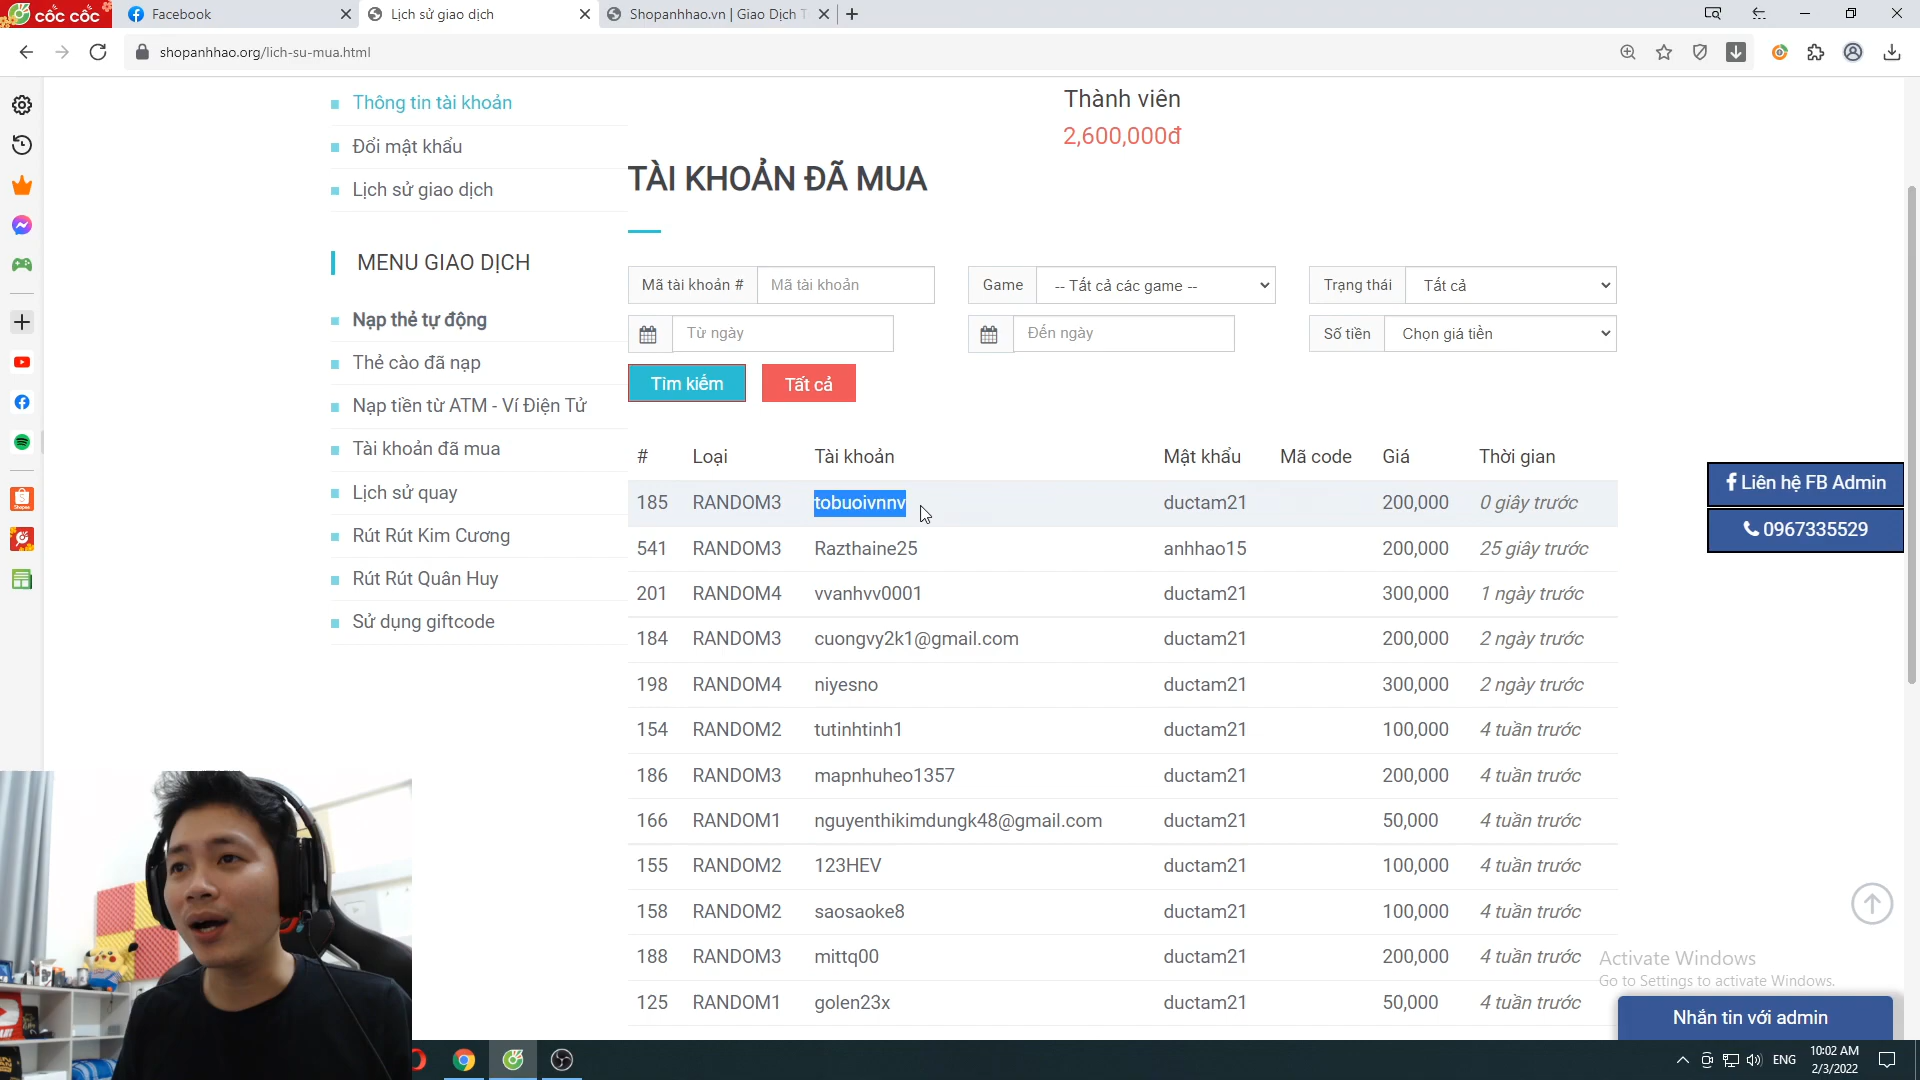 cốc cốc
Facebook
Lịch sử giao dịch
Shopanhhao.vn | Giao Dịch T
shopanhhao.org/lich-su-mua.html
Thông tin tài khoản
Đổi mật khẩu
Lịch sử giao dịch
MENU GIAO DỊCH
Nạp thẻ tự động
Thẻ cào đã nạp
Nạp tiền từ ATM - Ví Điện Tử
Tài khoản đã mua
Lịch sử quay
Rút Rút Kim Cương
Rút Rút Quân Huy
Sử dụng giftcode
Thành viên
2,600,000đ
TÀI KHOẢN ĐÃ MUA
Mã tài khoản # Mã tài khoản Game -- Tất cả các game -- Trạng thái Tất cả
Từ ngày Đến ngày Số tiền Chọn giá tiền
Tìm kiếm Tất cả
# Loại Tài khoản Mật khẩu Mã code Giá Thời gian
185 RANDOM3 tobuoivnnv ductam21 200,000 0 giây trước
541 RANDOM3 Razthaine25 anhhao15 200,000 25 giây trước
201 RANDOM4 vvanhvv0001 ductam21 300,000 1 ngày trước
184 RANDOM3 cuongvy2k1@gmail.com ductam21 200,000 2 ngày trước
198 RANDOM4 niyesno ductam21 300,000 2 ngày trước
154 RANDOM2 tutinhtinh1 ductam21 100,000 4 tuần trước
186 RANDOM3 mapnhuheo1357 ductam21 200,000 4 tuần trước
166 RANDOM1 nguyenthikimdungk48@gmail.com ductam21 50,000 4 tuần trước
155 RANDOM2 123HEV ductam21 100,000 4 tuần trước
158 RANDOM2 saosaoke8 ductam21 100,000 4 tuần trước
188 RANDOM3 mittq00 ductam21 200,000 4 tuần trước
125 RANDOM1 golen23x ductam21 50,000 4 tuần trước
Liên hệ FB Admin
0967335529
Activate Windows
Go to Settings to activate Windows.
Nhắn tin với admin
ENG
10:02 AM
2/3/2022